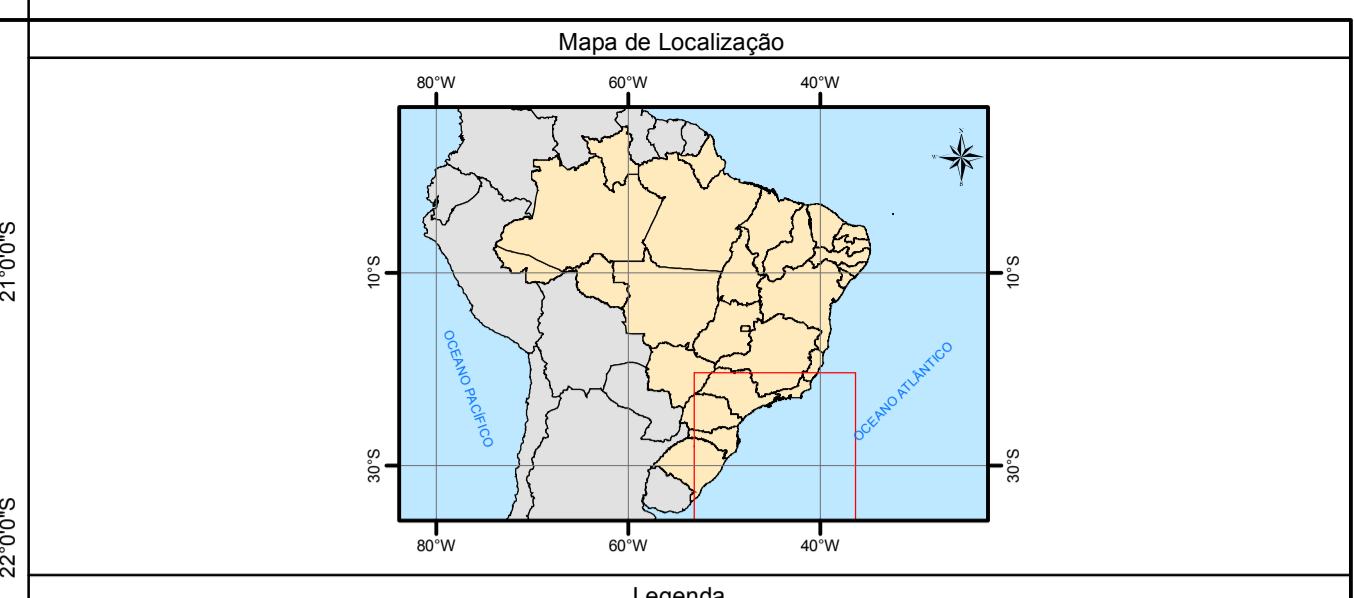 Mapa de Localização
80°W 60°W 40°W
N
W
S
10°S 10°S
21°0'0"S
OCEANO PACÍFICO
OCEANO ATLÂNTICO
30°S 30°S
22°0'0"S
80°W 60°W 40°W
Legenda